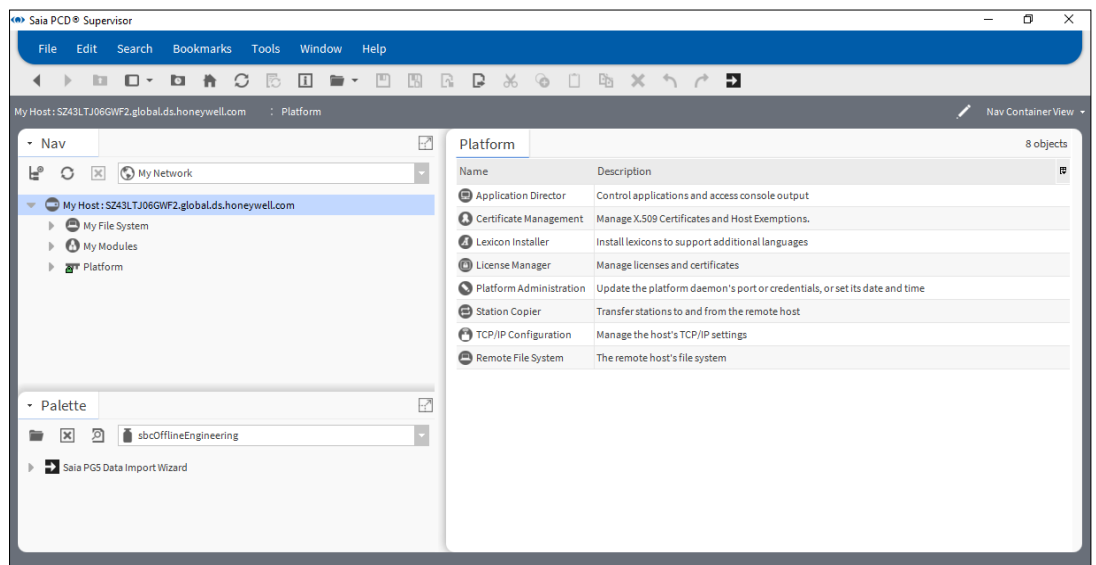 Saia PCD® Supervisor
File Edit Search Bookmarks Tools Window Help
My Host : SZ43LTJ06GWF2.global.ds.honeywell.com : Platform
Nav Container View
Nav
My Network
My Host : SZ43LTJ06GWF2.global.ds.honeywell.com
My File System
My Modules
Platform
Palette
sbcOfflineEngineering
Saia PG5 Data Import Wizard
Platform 8 objects
Name Description
Application Director Control applications and access console output
Certificate Management Manage X.509 Certificates and Host Exemptions.
Lexicon Installer Install lexicons to support additional languages
License Manager Manage licenses and certificates
Platform Administration Update the platform daemon's port or credentials, or set its date and time
Station Copier Transfer stations to and from the remote host
TCP/IP Configuration Manage the host's TCP/IP settings
Remote File System The remote host's file system